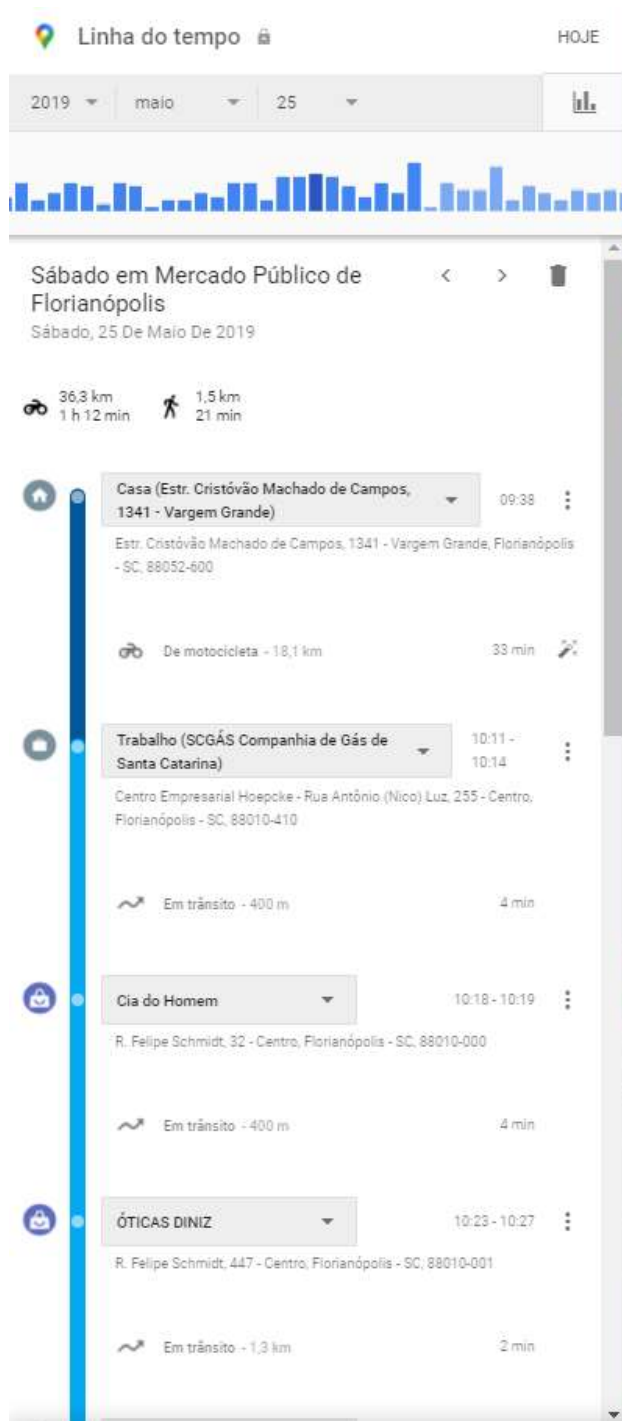 Linha do tempo
HOJE
2019
maio
25
Sábado em Mercado Público de
Florianópolis
Sábado, 25 De Maio De 2019
36,3 km
1 h 12 min
1,5 km
21 min
Casa (Estr. Cristóvão Machado de Campos,
1341 - Vargem Grande)
09:38
Estr. Cristóvão Machado de Campos, 1341 - Vargem Grande, Florianópolis
- SC, 88052-600
De motocicleta - 18,1 km
33 min
Trabalho (SCGÁS Companhia de Gás de
Santa Catarina)
10:11 -
10:14
Centro Empresarial Hoepcke - Rua Antônio (Nico) Luz, 255 - Centro,
Florianópolis - SC, 88010-410
Em trânsito - 400 m
4 min
Cia do Homem
10:18 - 10:19
R. Felipe Schmidt, 32 - Centro, Florianópolis - SC, 88010-000
Em trânsito - 400 m
4 min
ÓTICAS DINIZ
10:23 - 10:27
R. Felipe Schmidt, 447 - Centro, Florianópolis - SC, 88010-001
Em trânsito - 1,3 km
2 min